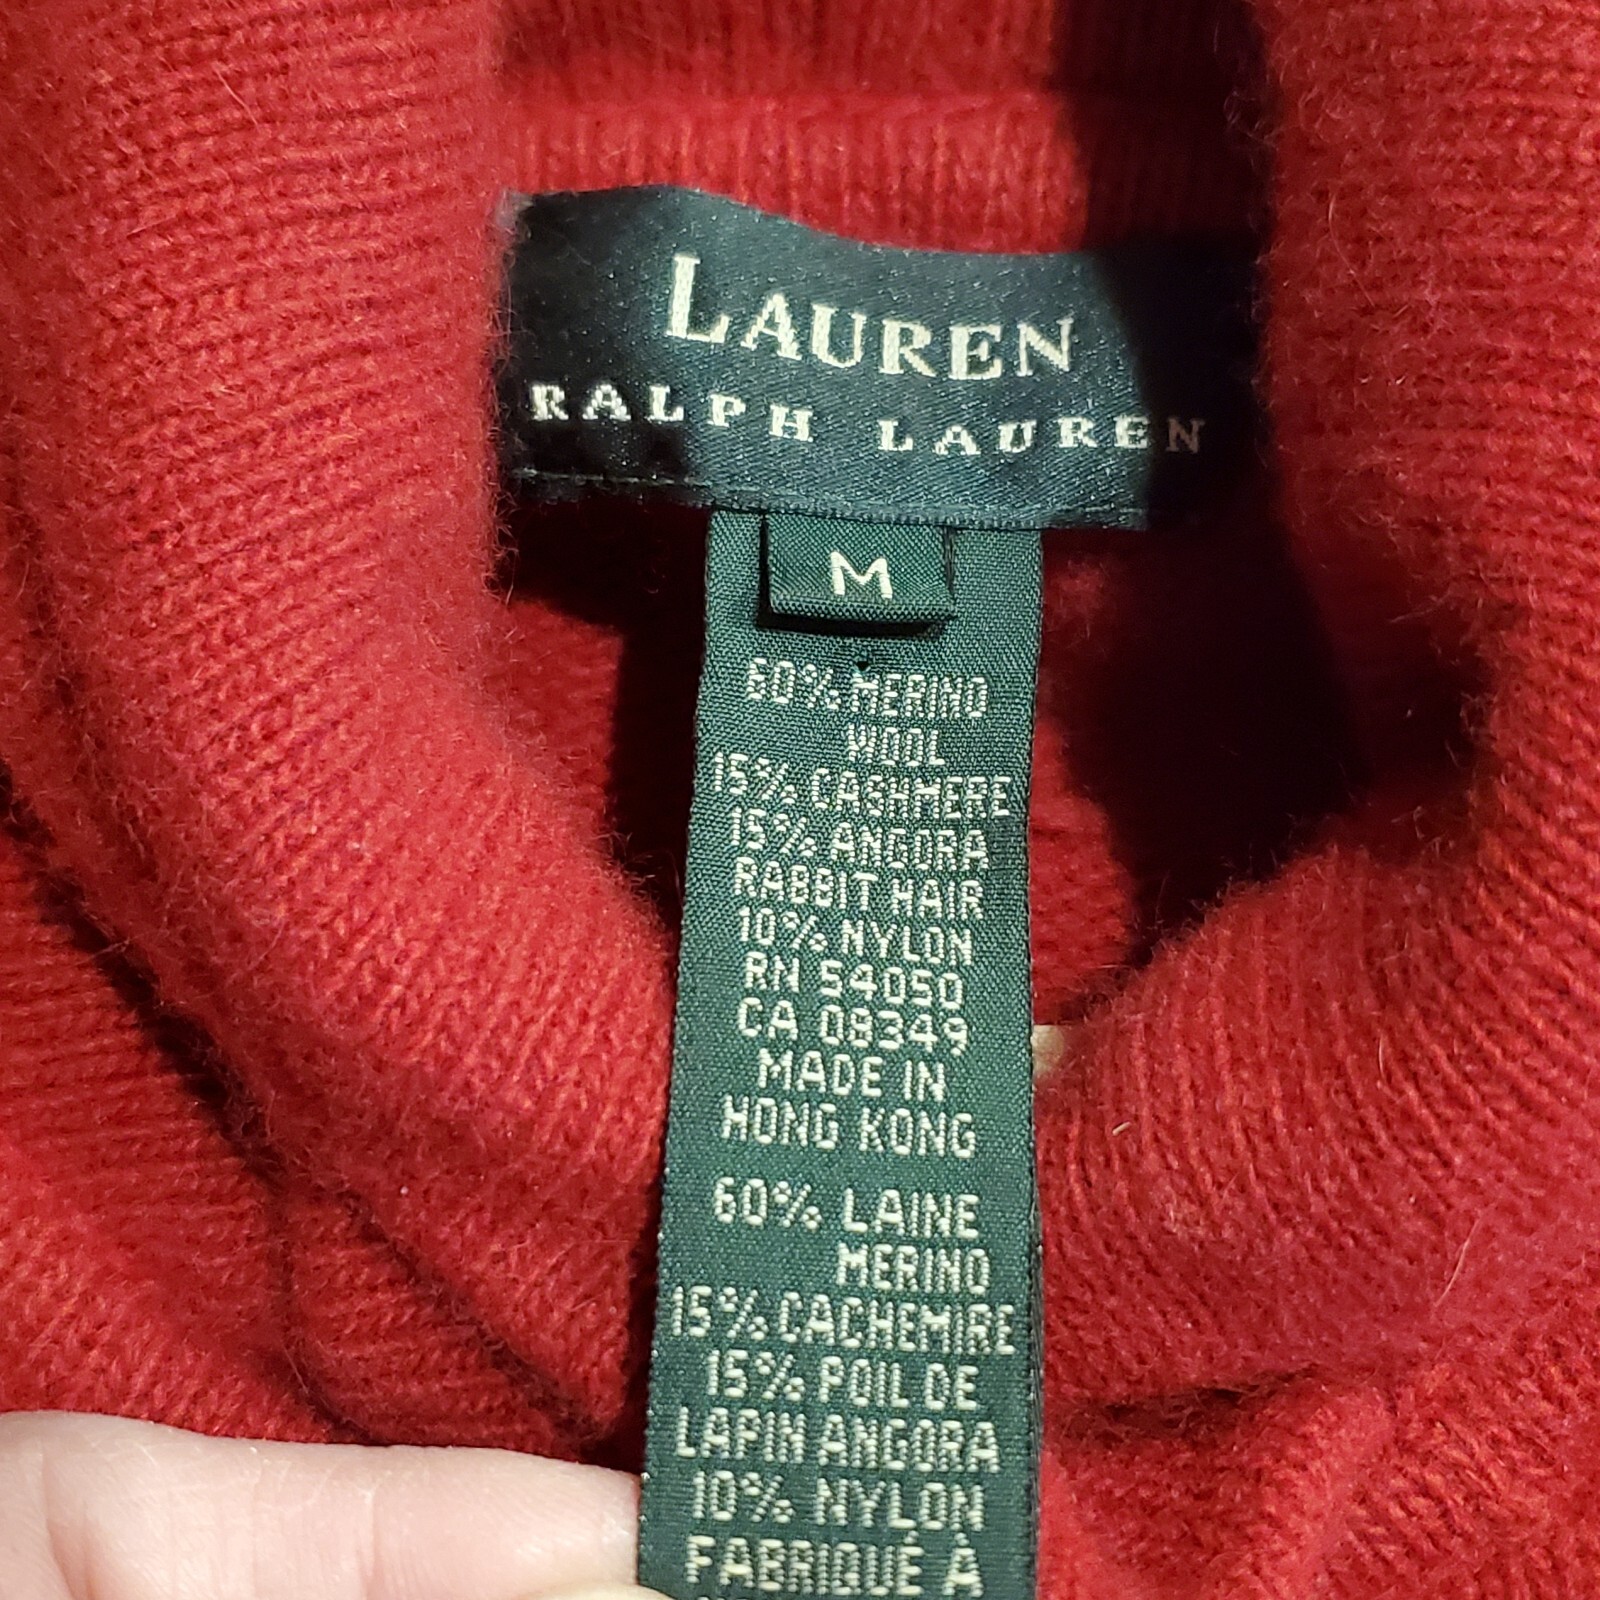 LAUREN
RALPH LAUREN
M
60% MERINO
WOOL
15% CASHMERE
15% ANGORA
RABBIT HAIR
10% NYLON
RN 54050
CA 08349
MADE IN
HONG KONG
60% LAINE
MERINO
15% CACHEMIRE
15% POIL DE
LAPIN ANGORA
10% NYLON
FABRIQUÉ À